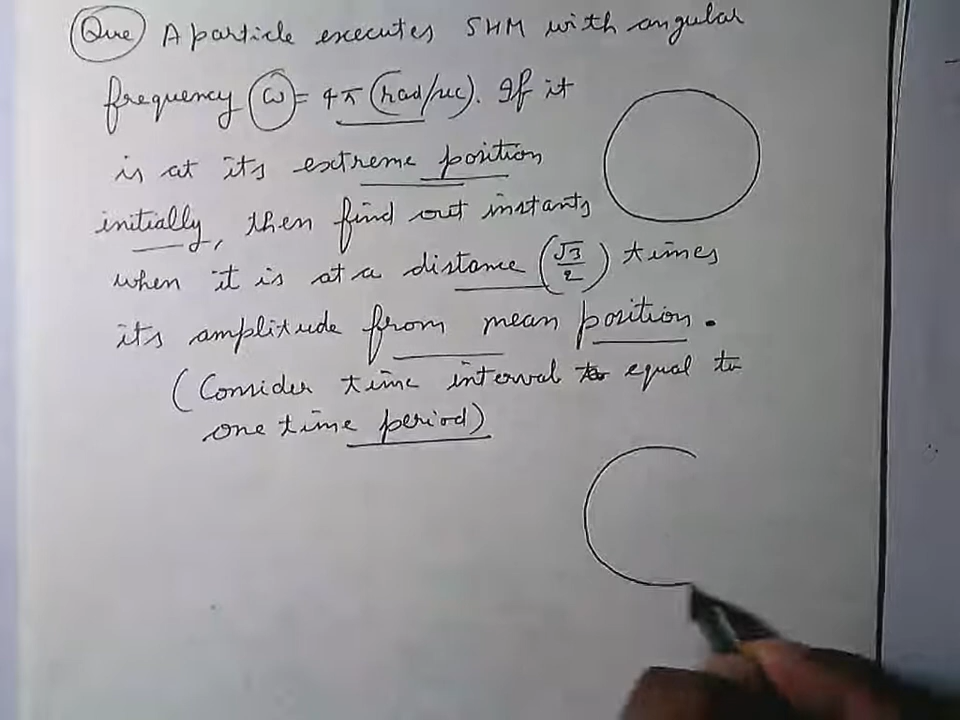 Que A particle executes SHM with angular
frequency ω = 4π (rad/sec). If it
is at its extreme position
initially, then find out instants
when it is at a distance (√3/2) times
its amplitude from mean position.
(Consider time interval to equal to
one time period)